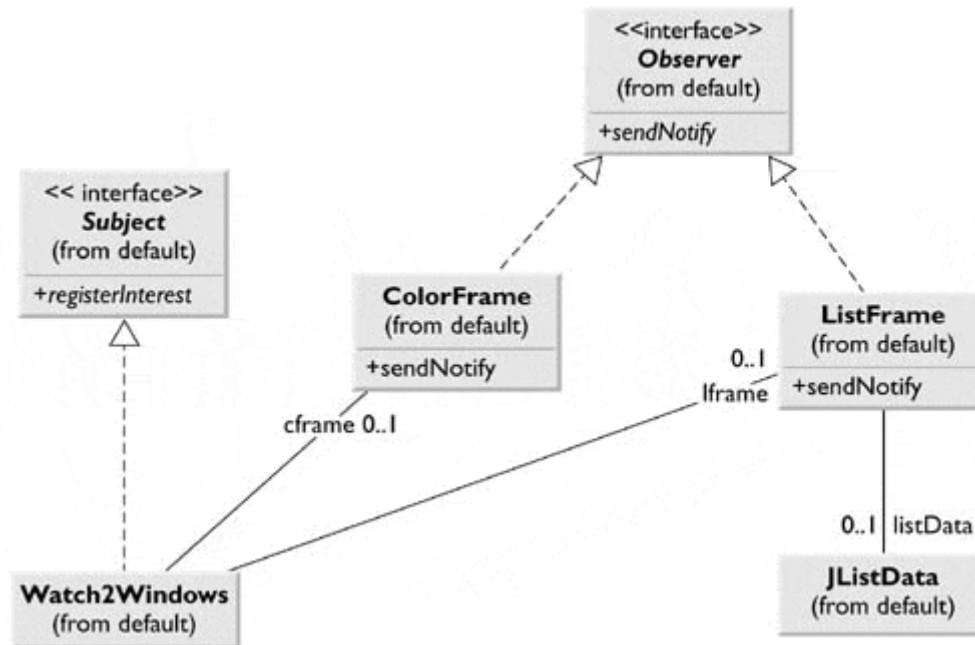 <<interface>>
Observer
(from default)
+sendNotify
<< interface>>
Subject
(from default)
+registerInterest
ColorFrame
(from default)
+sendNotify
ListFrame
(from default)
+sendNotify
0..1
lframe
cframe 0..1
0..1 listData
Watch2Windows
(from default)
JListData
(from default)